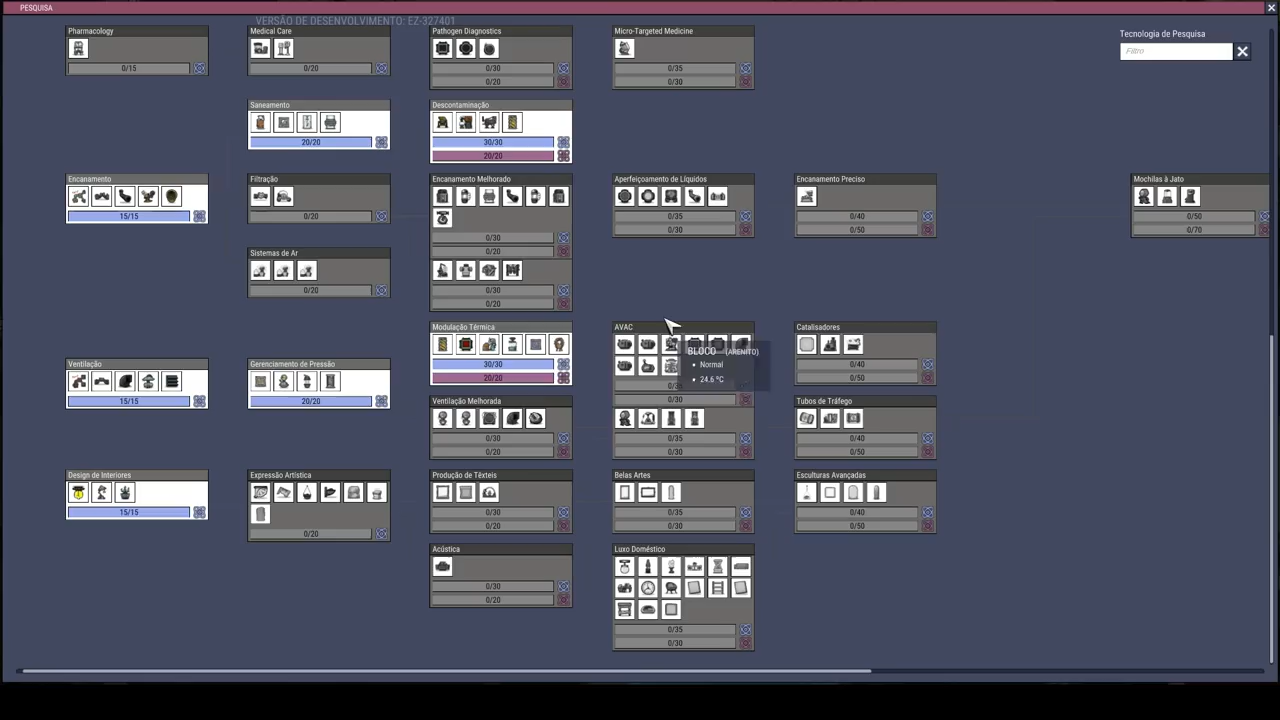 PESQUISA
VERSÃO DE DESENVOLVIMENTO: EZ-327401
Pharmacology
0/15
Medical Care
0/20
Pathogen Diagnostics
0/30
0/20
Micro-Targeted Medicine
0/35
0/30
Tecnologia de Pesquisa
Filtro
Saneamento
20/20
Descontaminação
30/30
20/20
Encanamento
15/15
Filtração
0/20
Encanamento Melhorado
0/30
0/20
0/30
0/20
Aperfeiçoamento de Líquidos
0/35
0/30
Encanamento Preciso
0/40
0/50
Mochilas à Jato
0/50
0/70
Sistemas de Ar
0/20
Modulação Térmica
30/30
20/20
AVAC
BLOCO (ARENITO)
Normal
24.6 ºC
0/30
0/35
0/30
Catalisadores
0/40
0/50
Ventilação
15/15
Gerenciamento de Pressão
20/20
Ventilação Melhorada
0/30
0/20
Tubos de Tráfego
0/40
0/50
Design de Interiores
15/15
Expressão Artística
0/20
Produção de Têxteis
0/30
0/20
Belas Artes
0/35
0/30
Esculturas Avançadas
0/40
0/50
Acústica
0/30
0/20
Luxo Doméstico
0/35
0/30